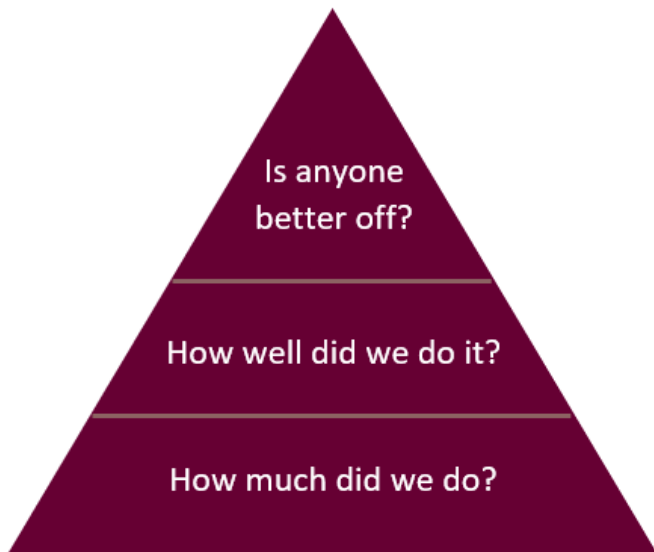 Is anyone
better off?
How well did we do it?
How much did we do?